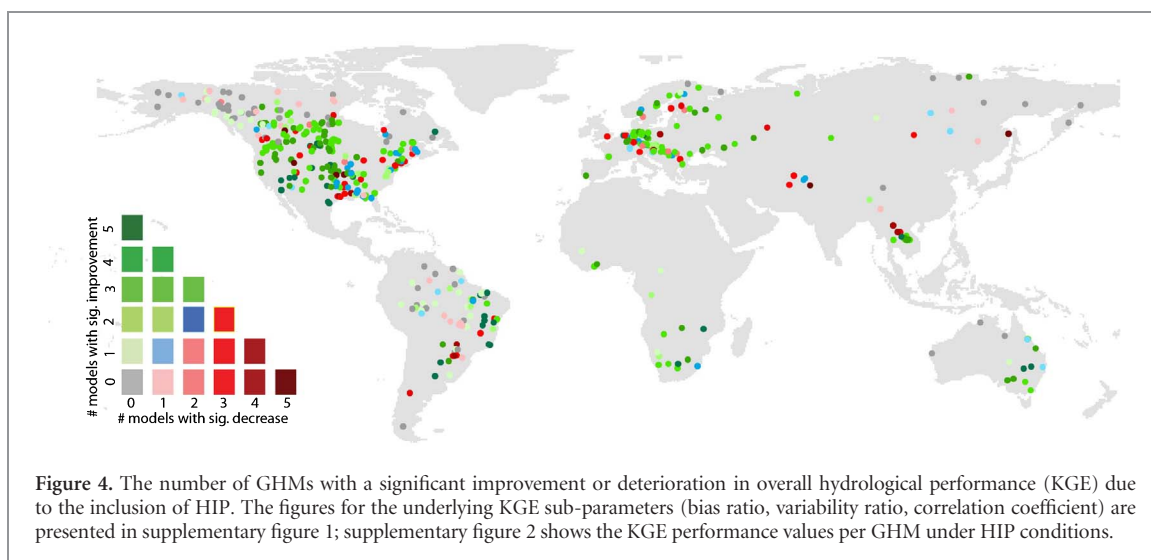 # models with sig. improvement
5
4
3
2
1
0
0 1 2 3 4 5
# models with sig. decrease
Figure 4. The number of GHMs with a significant improvement or deterioration in overall hydrological performance (KGE) due
to the inclusion of HIP. The figures for the underlying KGE sub-parameters (bias ratio, variability ratio, correlation coefficient) are
presented in supplementary figure 1; supplementary figure 2 shows the KGE performance values per GHM under HIP conditions.